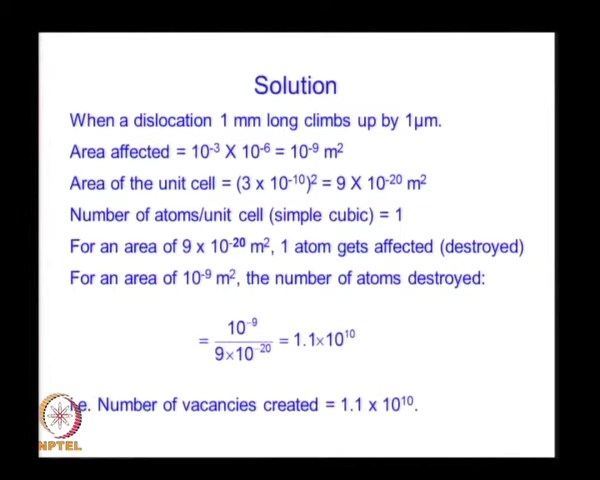 Solution
When a dislocation 1 mm long climbs up by 1µm.
Area affected = 10⁻³ X 10⁻⁶ = 10⁻⁹ m²
Area of the unit cell = (3 x 10⁻¹⁰)² = 9 X 10⁻²⁰ m²
Number of atoms/unit cell (simple cubic) = 1
For an area of 9 x 10⁻²⁰ m², 1 atom gets affected (destroyed)
For an area of 10⁻⁹ m², the number of atoms destroyed:
= 10⁻⁹ / 9×10⁻²⁰ = 1.1×10¹⁰
i.e. Number of vacancies created = 1.1 x 10¹⁰.
NPTEL